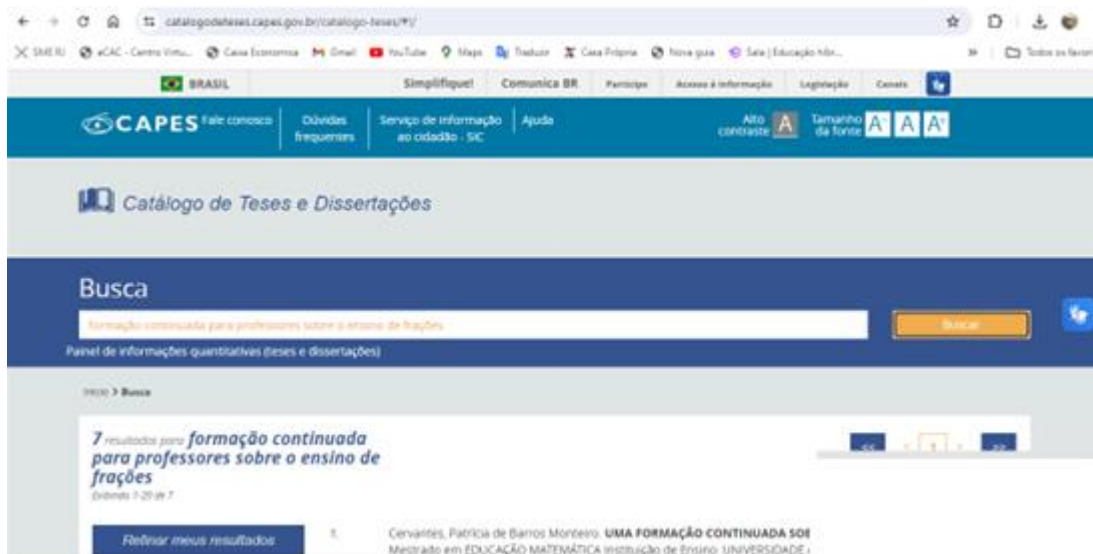 catalogodeteses.capes.gov.br/catalogo-teses/#!/
SME RJ eCAC - Centro Virtu... Caixa Economica Gmail YouTube Maps Tradutor Casa Própria Nova guia Sala | Educação Todos os favor
BRASIL Simplifique! Comunica BR Participe Acesso à informação Legislação Canais
CAPES Fale conosco Dúvidas frequentes Serviço de informação ao cidadão - SIC Ajuda Alto contraste A Tamanho da fonte A- A A+
Catálogo de Teses e Dissertações
Busca
formação continuada para professores sobre o ensino de frações Buscar
Painel de informações quantitativas (teses e dissertações)
Início > Busca
7 resultados para formação continuada
para professores sobre o ensino de
frações
Exibindo 1-20 de 7
<< < 1 > >>
Refinar meus resultados
1. Cervantes, Patrícia de Barros Monteiro. UMA FORMAÇÃO CONTINUADA SOB
Mestrado em EDUCAÇÃO MATEMÁTICA Instituição de Ensino: UNIVERSIDADE